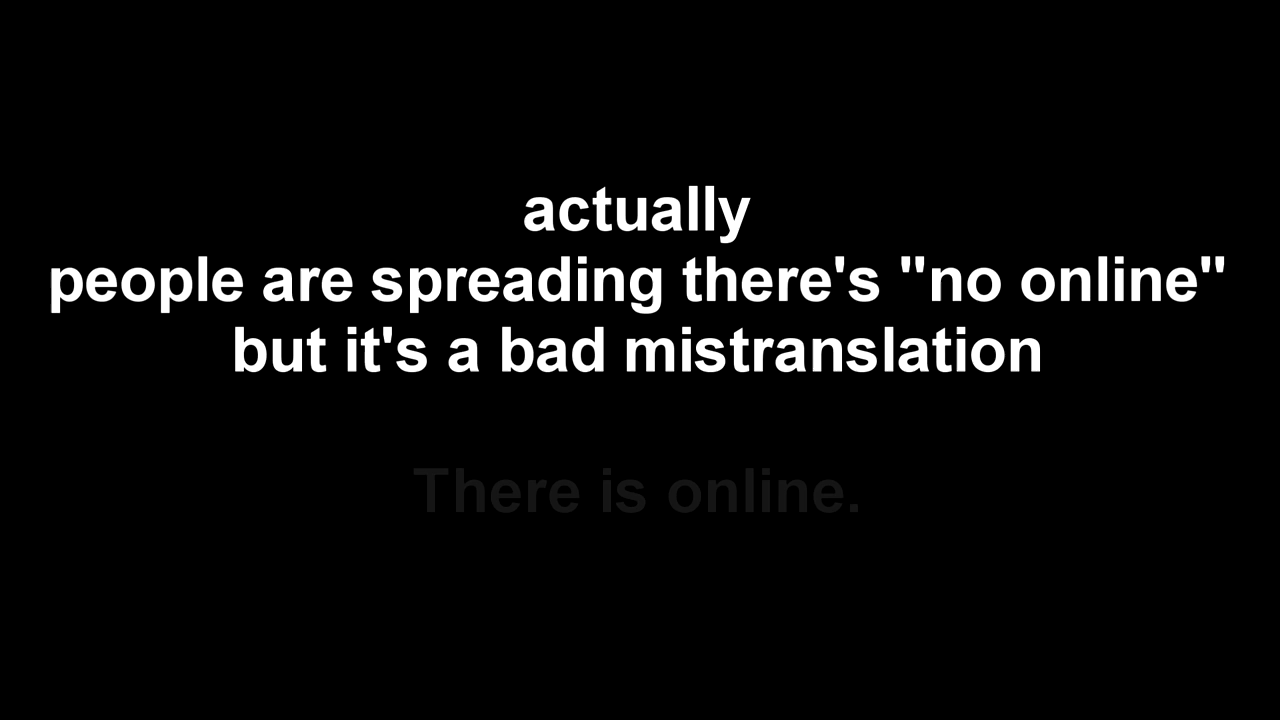 actually
people are spreading there's "no online"
but it's a bad mistranslation
There is online.